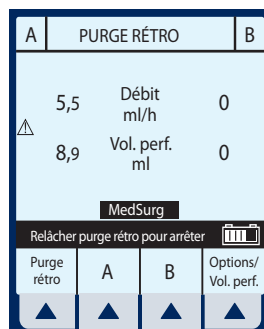 A PURGE RÉTRO B
5,5 Débit ml/h 0
8,9 Vol. perf. ml 0
MedSurg
Relâcher purge rétro pour arrêter
Purge rétro A B Options/ Vol. perf.